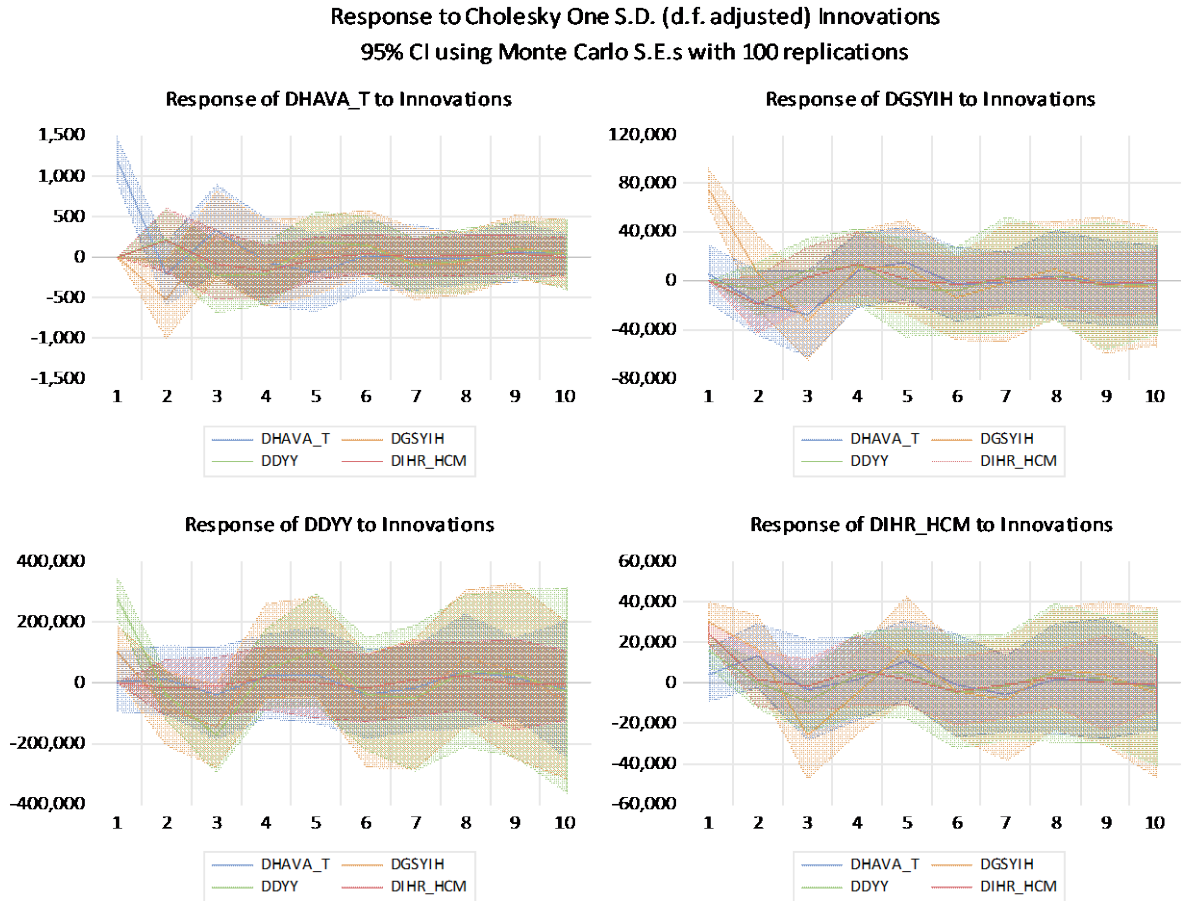 Response to Cholesky One S.D. (d.f. adjusted) Innovations
95% CI using Monte Carlo S.E.s with 100 replications
Response of DHAVA_T to Innovations
1,500
1,000
500
0
-500
-1,000
-1,500
1 2 3 4 5 6 7 8 9 10
DHAVA_T DGSYIH
DDYY DIHR_HCM
Response of DGSYIH to Innovations
120,000
80,000
40,000
0
-40,000
-80,000
1 2 3 4 5 6 7 8 9 10
DHAVA_T DGSYIH
DDYY DIHR_HCM
Response of DDYY to Innovations
400,000
200,000
0
-200,000
-400,000
1 2 3 4 5 6 7 8 9 10
DHAVA_T DGSYIH
DDYY DIHR_HCM
Response of DIHR_HCM to Innovations
60,000
40,000
20,000
0
-20,000
-40,000
-60,000
1 2 3 4 5 6 7 8 9 10
DHAVA_T DGSYIH
DDYY DIHR_HCM